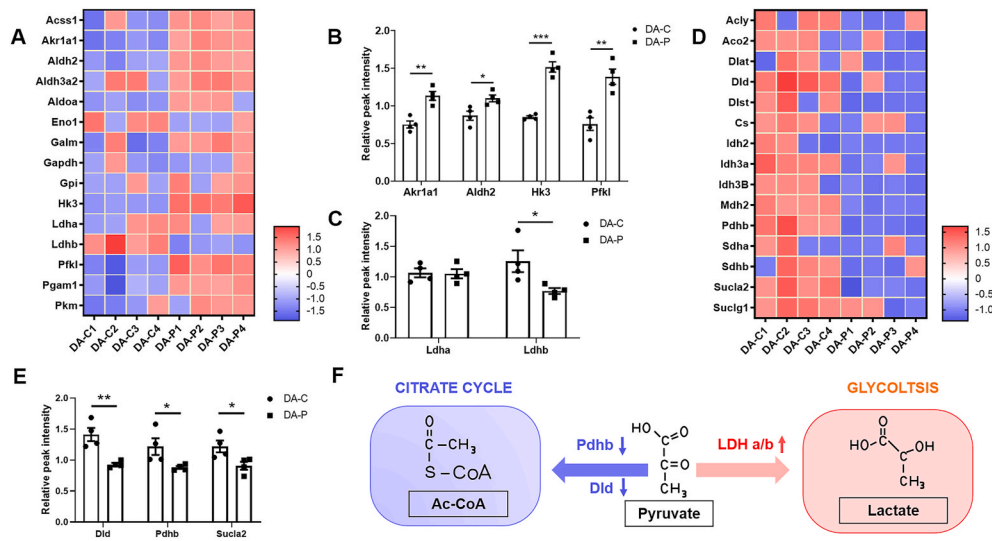 A
Acss1
Akr1a1
Aldh2
Aldh3a2
Aldoa
Eno1
Galm
Gapdh
Gpi
Hk3
Ldha
Ldhb
Pfkl
Pgam1
Pkm
DA-C1
DA-C2
DA-C3
DA-C4
DA-P1
DA-P2
DA-P3
DA-P4
1.5
1.0
0.5
0
-0.5
-1.0
-1.5
B
DA-C
DA-P
Relative peak intensity
2.0
1.5
1.0
0.5
0.0
**
*
***
**
Akr1a1
Aldh2
Hk3
Pfkl
C
DA-C
DA-P
Relative peak intensity
2.0
1.5
1.0
0.5
0.0
*
Ldha
Ldhb
D
Acly
Aco2
Dlat
Dld
Dlst
Cs
Idh2
Idh3a
Idh3B
Mdh2
Pdhb
Sdha
Sdhb
Sucla2
Suclg1
DA-C1
DA-C2
DA-C3
DA-C4
DA-P1
DA-P2
DA-P3
DA-P4
1.5
1.0
0.5
0
-0.5
-1.0
E
DA-C
DA-P
Relative peak intensity
2.0
1.5
1.0
0.5
0.0
**
*
*
Dld
Pdhb
Sucla2
F
CITRATE CYCLE
GLYCOLTSIS
O
C
CH₃
S
CoA
Ac-CoA
Pdhb
Dld
HO
C
O
C
O
CH₃
Pyruvate
LDH a/b
O
HO
OH
CH₃
Lactate